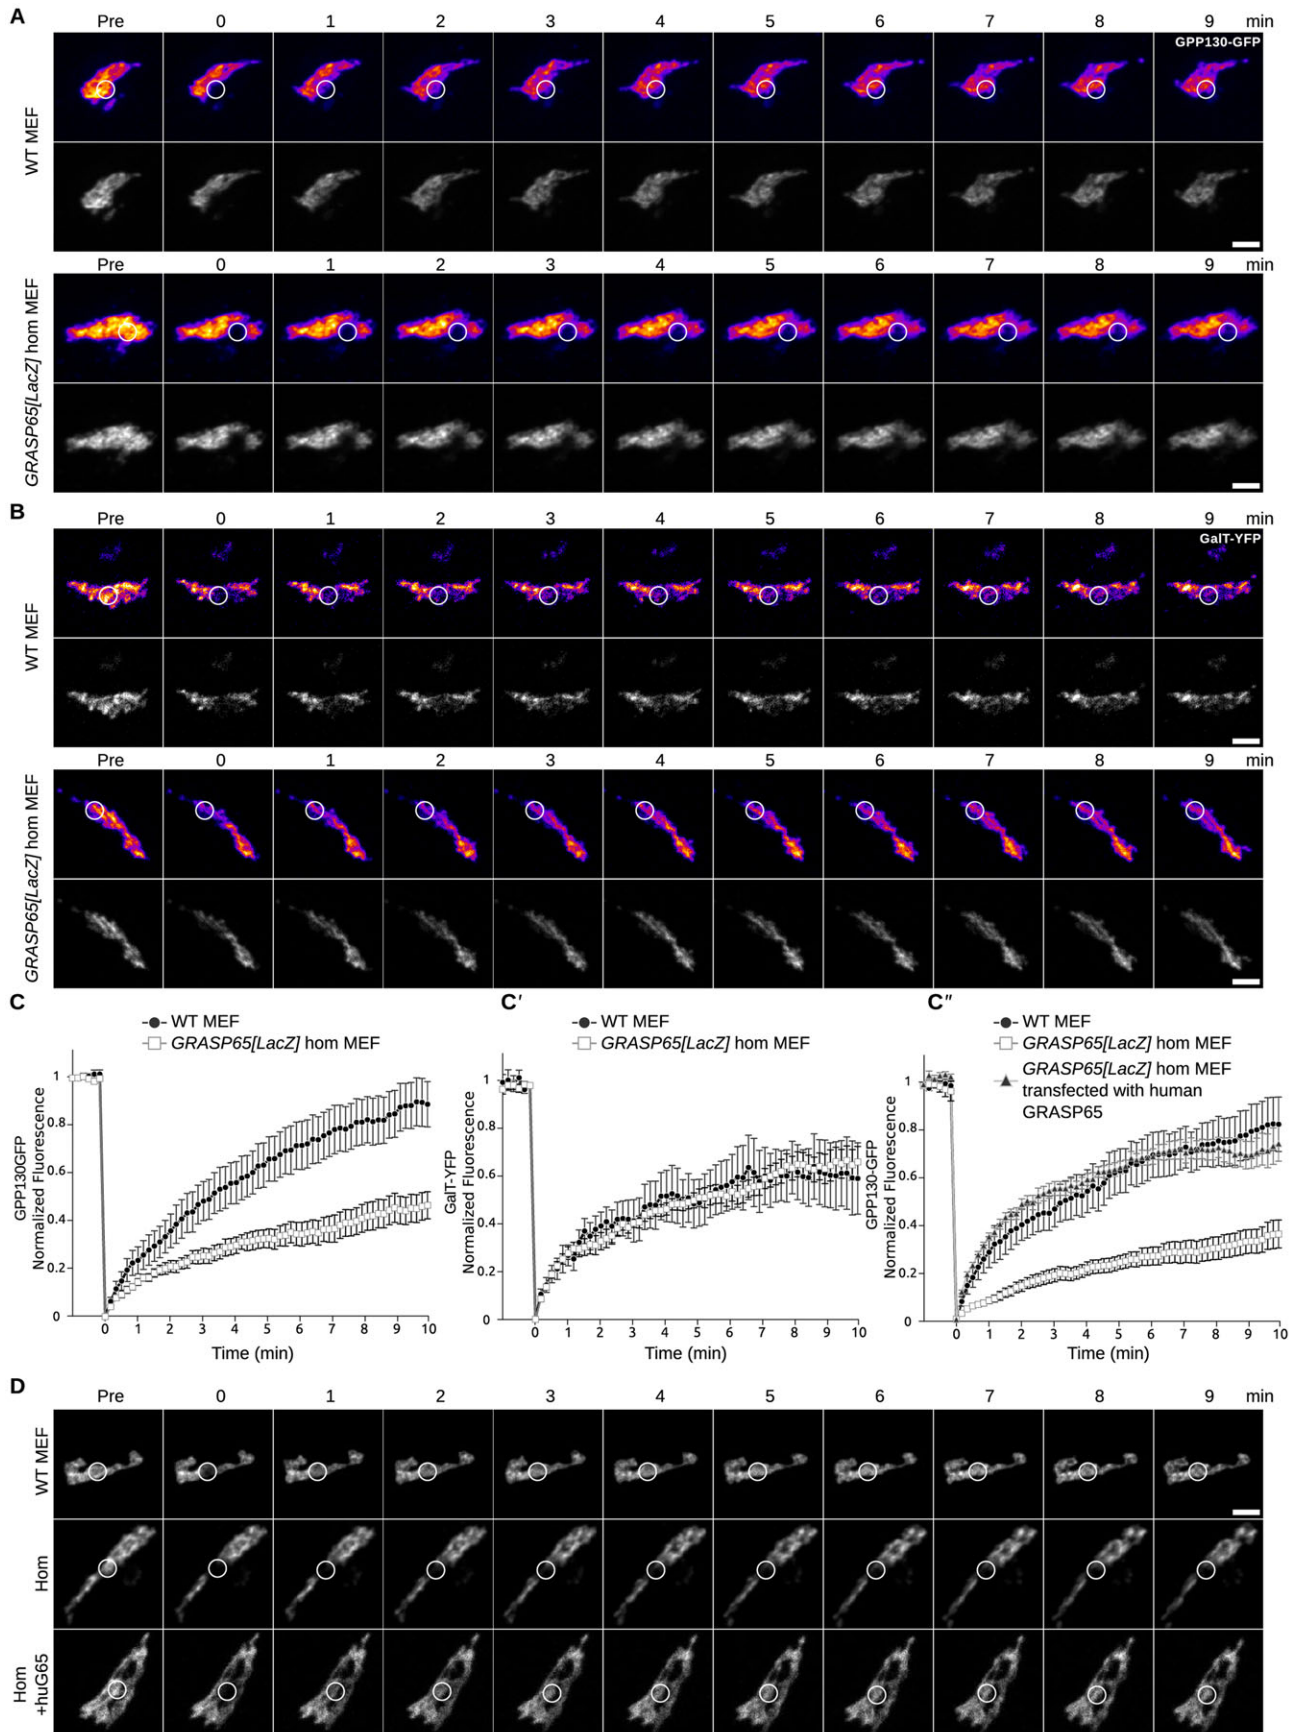 A
Pre 0 1 2 3 4 5 6 7 8 9 min
GPP130-GFP
WT MEF
Pre 0 1 2 3 4 5 6 7 8 9 min
GRASP65[LacZ] hom MEF
B
Pre 0 1 2 3 4 5 6 7 8 9 min
GalT-YFP
WT MEF
Pre 0 1 2 3 4 5 6 7 8 9 min
GRASP65[LacZ] hom MEF
C
WT MEF
GRASP65[LacZ] hom MEF
GPP130GFP
Normalized Fluorescence
1
0.8
0.6
0.4
0.2
0
0 1 2 3 4 5 6 7 8 9 10
Time (min)
C′
WT MEF
GRASP65[LacZ] hom MEF
GalT-YFP
Normalized Fluorescence
1
0.8
0.6
0.4
0.2
0
0 1 2 3 4 5 6 7 8 9 10
Time (min)
C″
WT MEF
GRASP65[LacZ] hom MEF
GRASP65[LacZ] hom MEF
transfected with human
GRASP65
GPP130-GFP
Normalized Fluorescence
1
0.8
0.6
0.4
0.2
0
0 1 2 3 4 5 6 7 8 9 10
Time (min)
D
Pre 0 1 2 3 4 5 6 7 8 9 min
WT MEF
Hom
Hom
+huG65